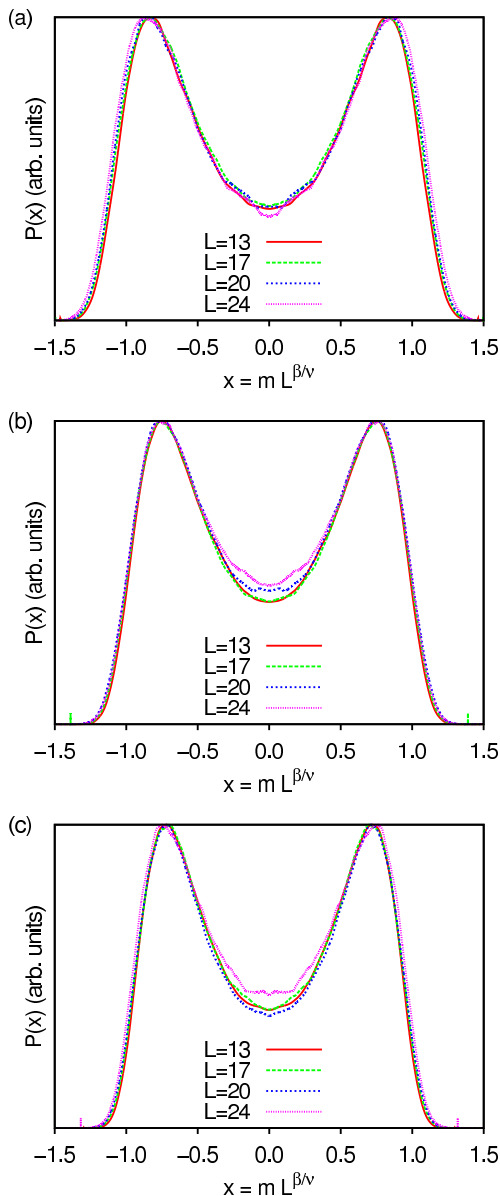 (a)
P(x) (arb. units)
L=13
L=17
L=20
L=24
−1.5 −1.0 −0.5 0.0 0.5 1.0 1.5
x = m L^β/ν
(b)
P(x) (arb. units)
L=13
L=17
L=20
L=24
−1.5 −1.0 −0.5 0.0 0.5 1.0 1.5
x = m L^β/ν
(c)
P(x) (arb. units)
L=13
L=17
L=20
L=24
−1.5 −1.0 −0.5 0.0 0.5 1.0 1.5
x = m L^β/ν